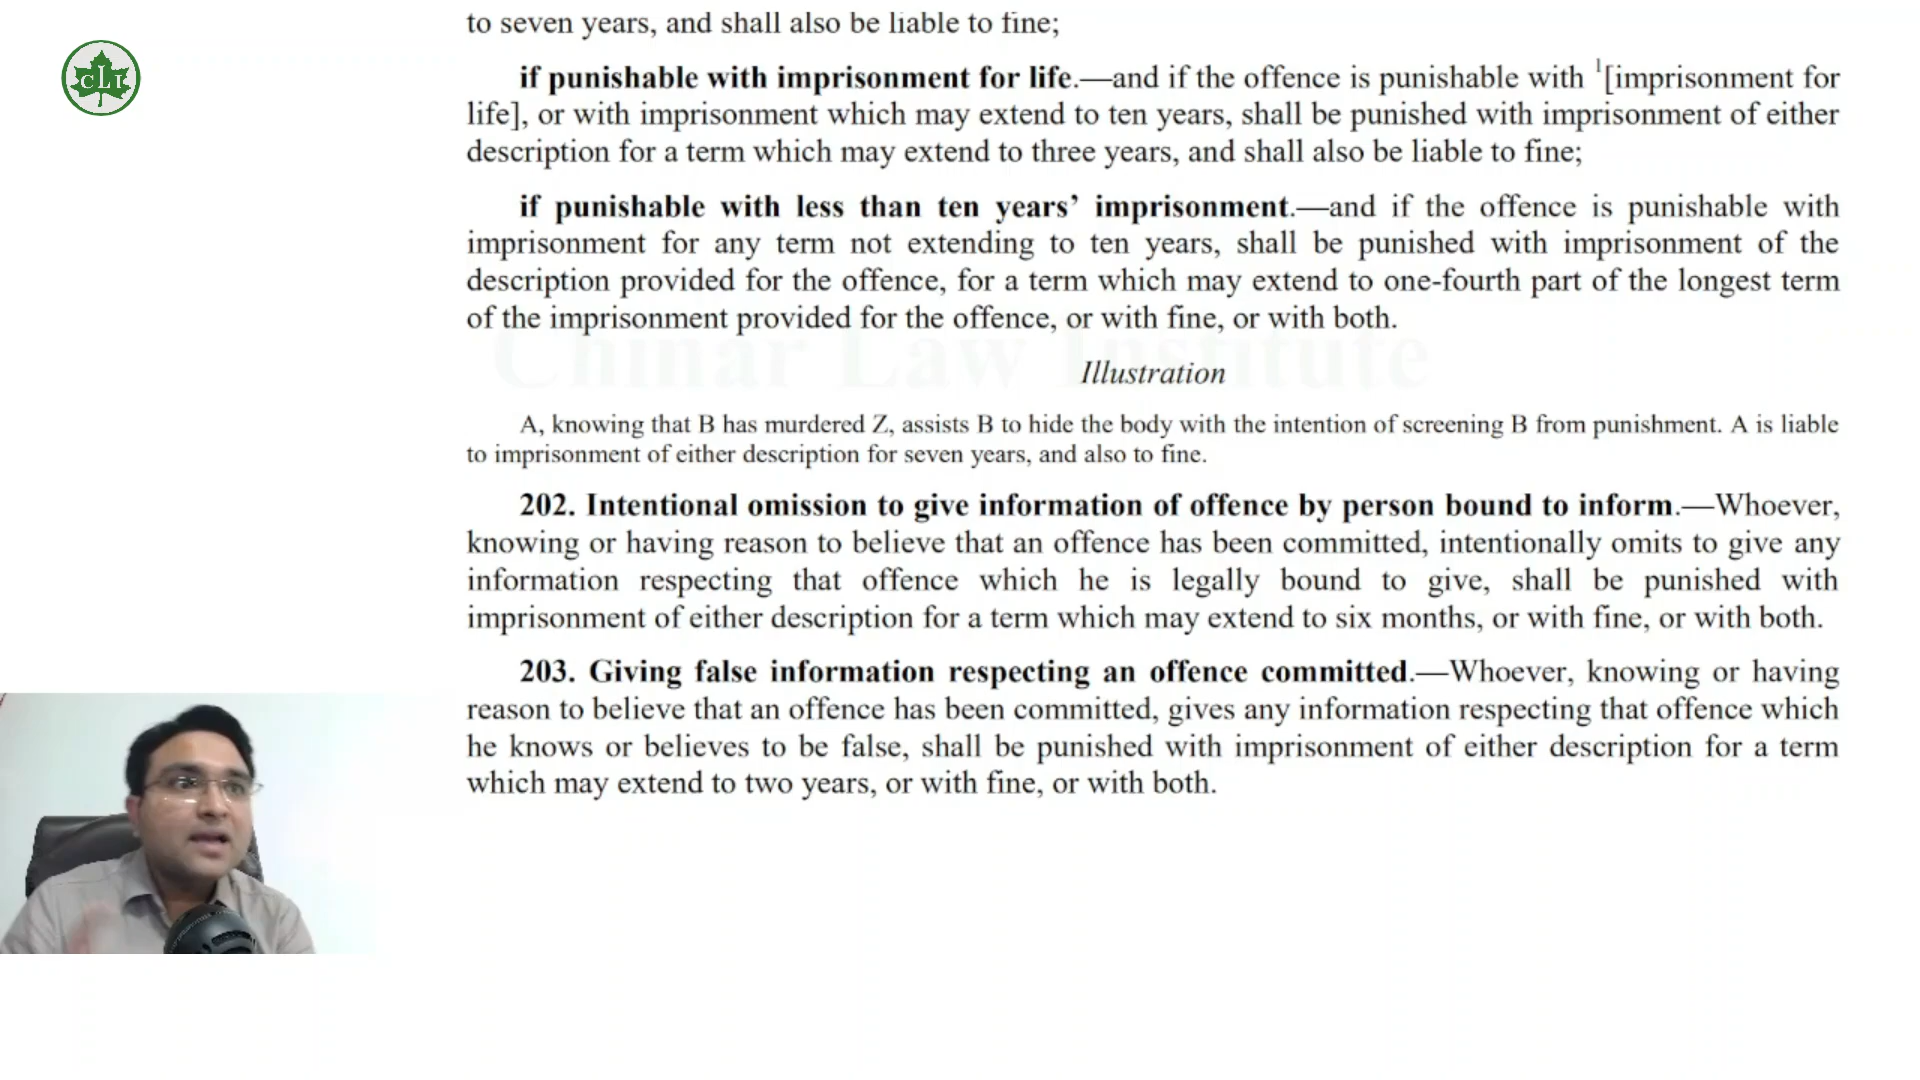 to seven years, and shall also be liable to fine;
CLI
if punishable with imprisonment for life.—and if the offence is punishable with 1[imprisonment for
life], or with imprisonment which may extend to ten years, shall be punished with imprisonment of either
description for a term which may extend to three years, and shall also be liable to fine;
if punishable with less than ten years’ imprisonment.—and if the offence is punishable with
imprisonment for any term not extending to ten years, shall be punished with imprisonment of the
description provided for the offence, for a term which may extend to one-fourth part of the longest term
of the imprisonment provided for the offence, or with fine, or with both.
Chinar Law Institute
Illustration
A, knowing that B has murdered Z, assists B to hide the body with the intention of screening B from punishment. A is liable
to imprisonment of either description for seven years, and also to fine.
202. Intentional omission to give information of offence by person bound to inform.—Whoever,
knowing or having reason to believe that an offence has been committed, intentionally omits to give any
information respecting that offence which he is legally bound to give, shall be punished with
imprisonment of either description for a term which may extend to six months, or with fine, or with both.
203. Giving false information respecting an offence committed.—Whoever, knowing or having
reason to believe that an offence has been committed, gives any information respecting that offence which
he knows or believes to be false, shall be punished with imprisonment of either description for a term
which may extend to two years, or with fine, or with both.